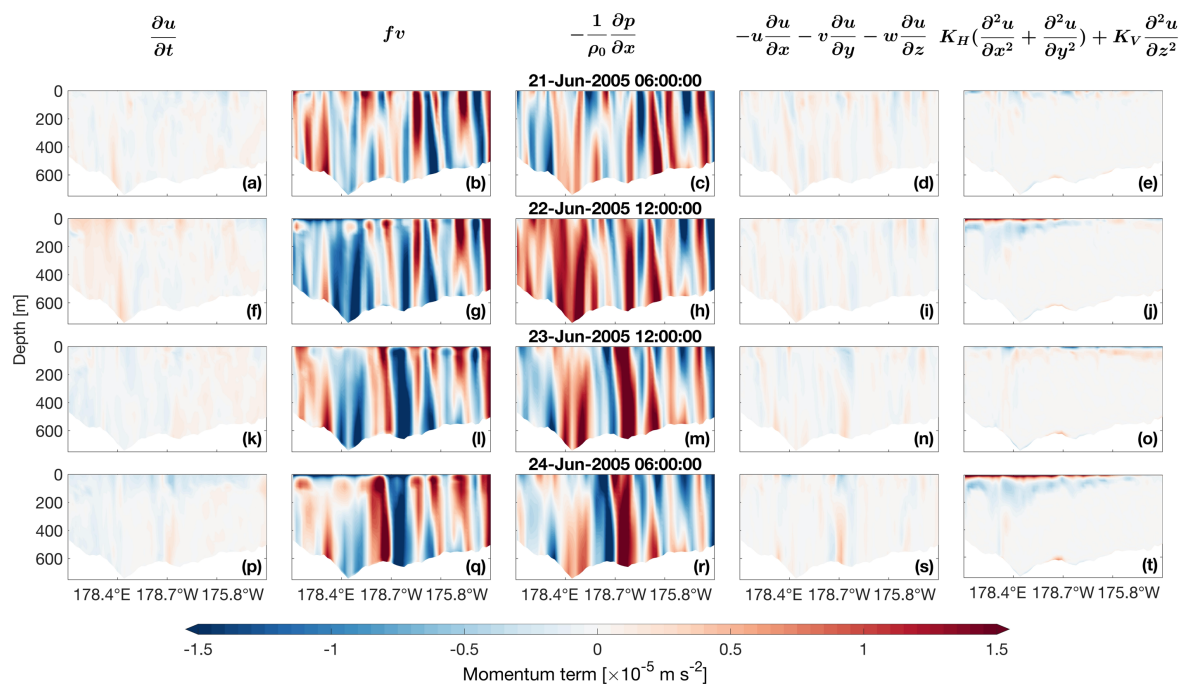 ∂u/∂t fv −1/ρ₀ ∂p/∂x −u ∂u/∂x − v ∂u/∂y − w ∂u/∂z K_H(∂²u/∂x² + ∂²u/∂y²) + K_V ∂²u/∂z²
21-Jun-2005 06:00:00
0
200
400
600
(a) (b) (c) (d) (e)
22-Jun-2005 12:00:00
0
200
400
600
(f) (g) (h) (i) (j)
23-Jun-2005 12:00:00
0
200
400
600
(k) (l) (m) (n) (o)
24-Jun-2005 06:00:00
0
200
400
600
(p) (q) (r) (s) (t)
Depth [m]
178.4°E 178.7°W 175.8°W 178.4°E 178.7°W 175.8°W 178.4°E 178.7°W 175.8°W 178.4°E 178.7°W 175.8°W 178.4°E 178.7°W 175.8°W
-1.5 -1 -0.5 0 0.5 1 1.5
Momentum term [×10⁻⁵ m s⁻²]